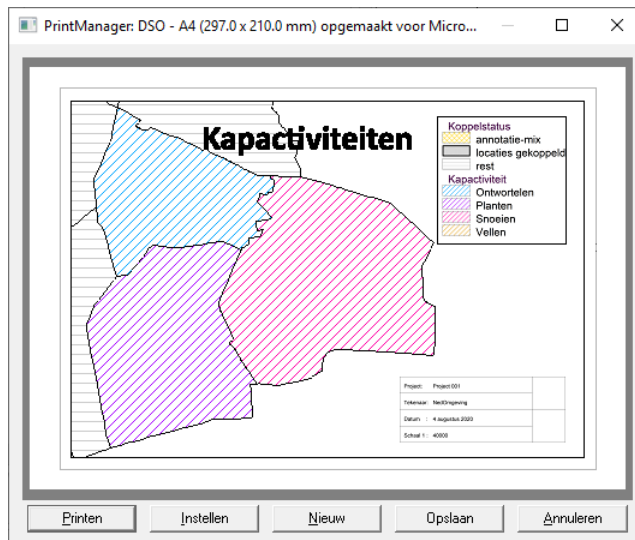 PrintManager: DSO - A4 (297.0 x 210.0 mm) opgemaakt voor Micro...
Kapactiviteiten
Koppelstatus
annotatie-mix
locaties gekoppeld
rest
Kapactiviteit
Ontwortelen
Planten
Snoeien
Vellen
Project: Project 001
Tekenaar: NedOmgeving
Datum : 4 augustus 2020
Schaal 1 : 40000
Printen Instellen Nieuw Opslaan Annuleren